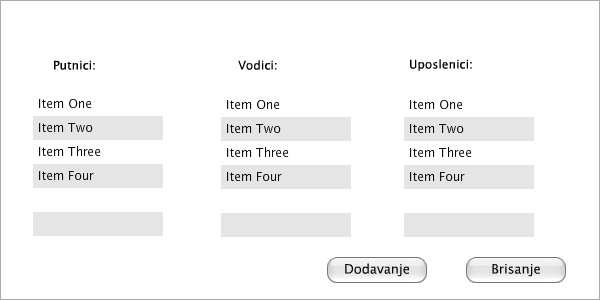 Putnici:
Vodici:
Uposlenici:
Item One
Item One
Item One
Item Two
Item Two
Item Two
Item Three
Item Three
Item Three
Item Four
Item Four
Item Four
Dodavanje
Brisanje